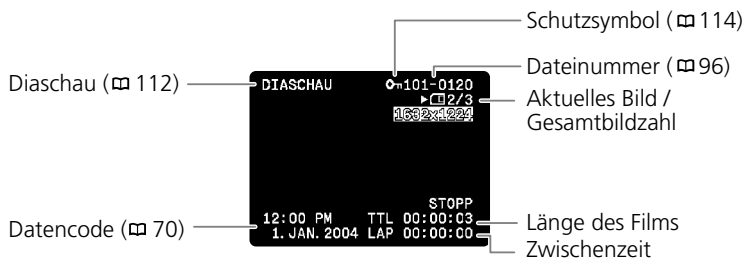 Schutzsymbol ( 114)
Dateinummer ( 96)
Diaschau ( 112)
DIASCHAU 101-0120
2/3
Aktuelles Bild /
Gesamtbildzahl
1632x1224
STOPP
12:00 PM TTL 00:00:03
1. JAN. 2004 LAP 00:00:00
Datencode ( 70)
Länge des Films
Zwischenzeit